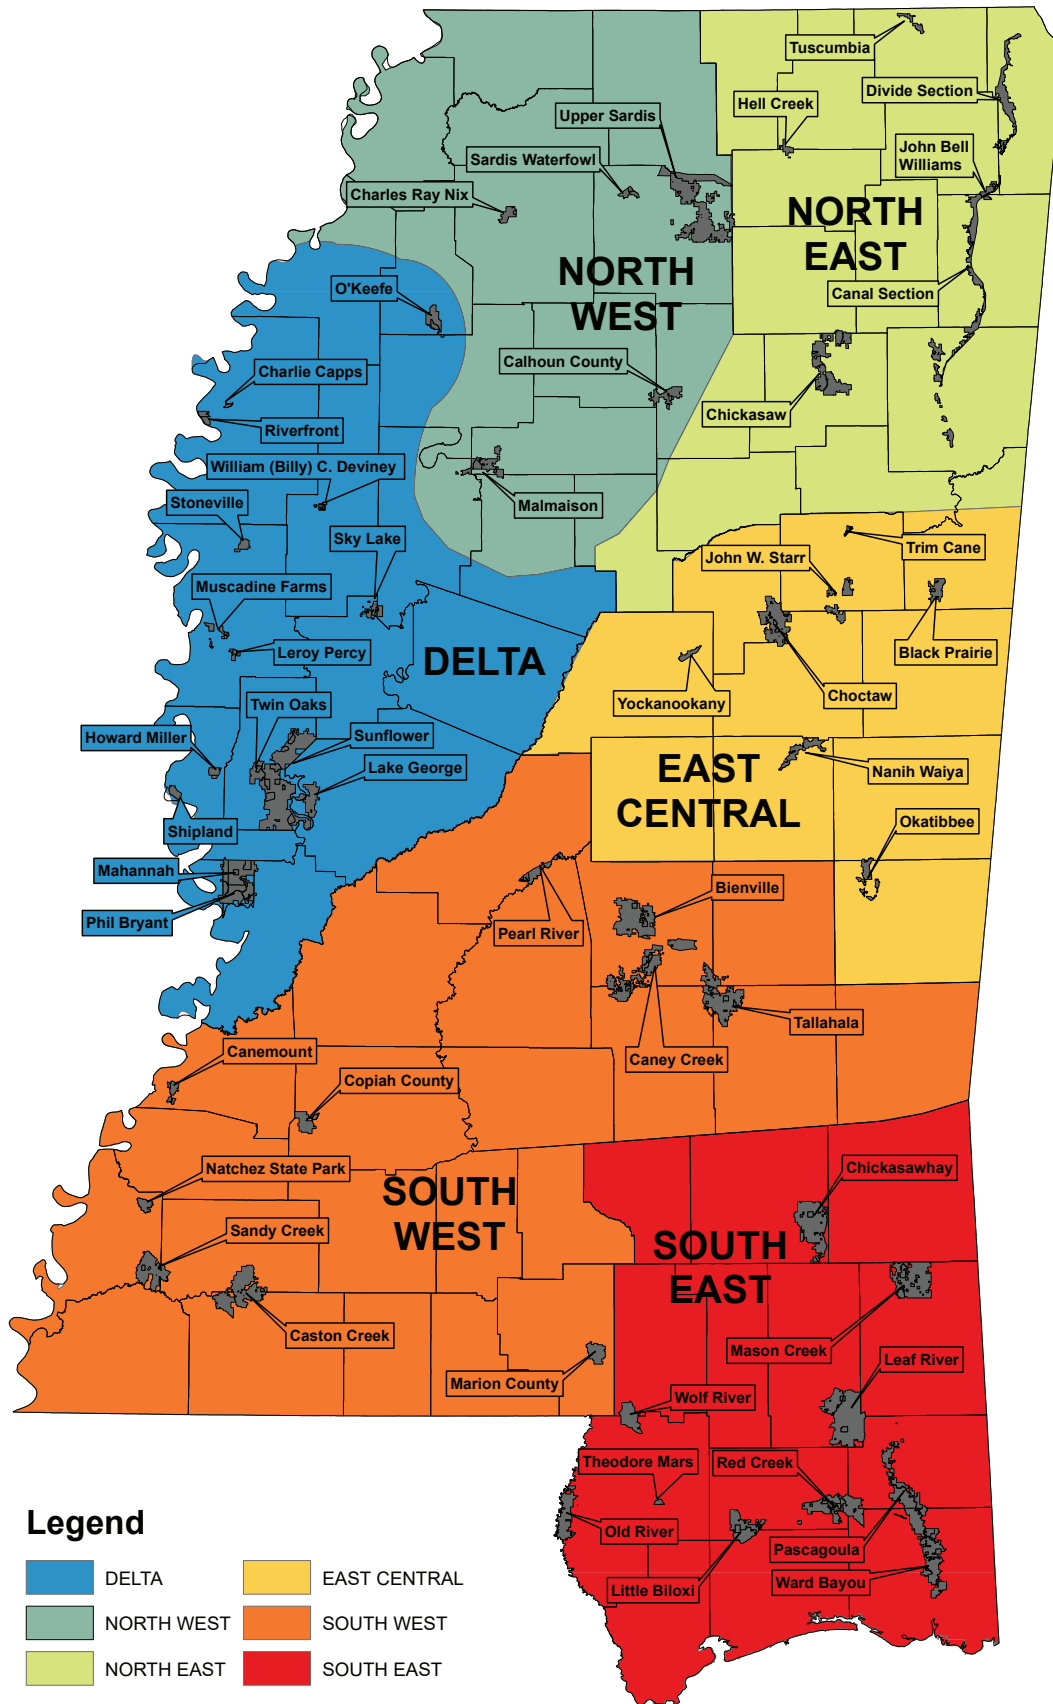 Tuscumbia
Divide Section
Hell Creek
Upper Sardis
John Bell
Williams
Sardis Waterfowl
Charles Ray Nix
NORTH
EAST
NORTH
WEST
O'Keefe
Canal Section
Calhoun County
Charlie Capps
Chickasaw
Riverfront
William (Billy) C. Deviney
Stoneville
Malmaison
Sky Lake
Trim Cane
John W. Starr
Muscadine Farms
Leroy Percy
DELTA
Black Prairie
Yockanookany
Choctaw
Twin Oaks
Howard Miller
Sunflower
Lake George
EAST
CENTRAL
Nanih Waiya
Shipland
Okatibbee
Mahannah
Bienville
Phil Bryant
Pearl River
Tallahala
Canemount
Caney Creek
Copiah County
Natchez State Park
Chickasawhay
SOUTH
WEST
Sandy Creek
SOUTH
EAST
Caston Creek
Mason Creek
Leaf River
Marion County
Wolf River
Theodore Mars
Red Creek
Old River
Pascagoula
Little Biloxi
Ward Bayou
Legend
DELTA
EAST CENTRAL
NORTH WEST
SOUTH WEST
NORTH EAST
SOUTH EAST